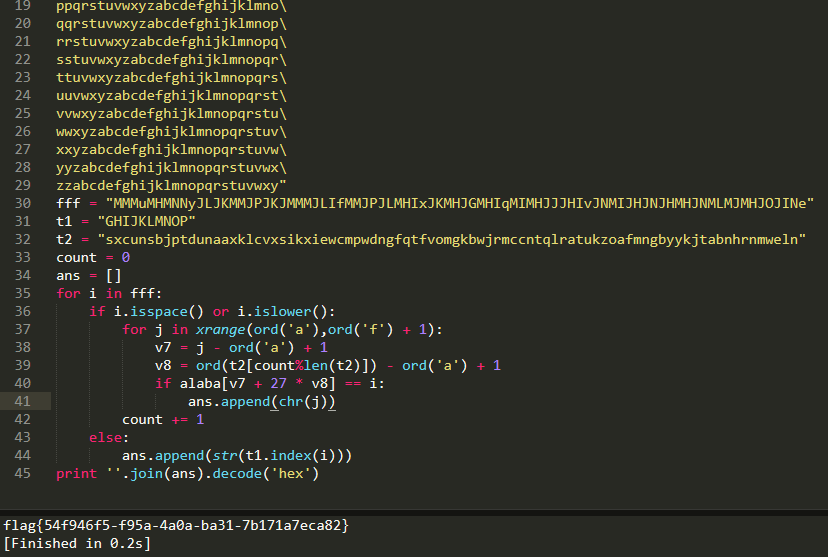 19 ppqrstuvwxyzabcdefghijklmno\
20 qqrstuvwxyzabcdefghijklmnop\
21 rrstuvwxyzabcdefghijklmnopq\
22 sstuvwxyzabcdefghijklmnopqr\
23 ttuvwxyzabcdefghijklmnopqrs\
24 uuvwxyzabcdefghijklmnopqrst\
25 vvwxyzabcdefghijklmnopqrstu\
26 wwxyzabcdefghijklmnopqrstuv\
27 xxyzabcdefghijklmnopqrstuvw\
28 yyzabcdefghijklmnopqrstuvwx\
29 zzabcdefghijklmnopqrstuvwxy"
30 fff = "MMMuMHMNNyJLJKMMJPJKJMMMJLIfMMJPJLMHIxJKMHJGMHIqMIMHJJJHIvJNMIJHJNJHMHJNMLMJMHJOJINe"
31 t1 = "GHIJKLMNOP"
32 t2 = "sxcunsbjptdunaaxklcvxsikxiewcmpwdngfqtfvomgkbwjrmccntqlratukzoafmngbyykjtabnhrnmweln"
33 count = 0
34 ans = []
35 for i in fff:
36 if i.isspace() or i.islower():
37 for j in xrange(ord('a'),ord('f') + 1):
38 v7 = j - ord('a') + 1
39 v8 = ord(t2[count%len(t2)]) - ord('a') + 1
40 if alaba[v7 + 27 * v8] == i:
41 ans.append(chr(j))
42 count += 1
43 else:
44 ans.append(str(t1.index(i)))
45 print ''.join(ans).decode('hex')
flag{54f946f5-f95a-4a0a-ba31-7b171a7eca82}
[Finished in 0.2s]